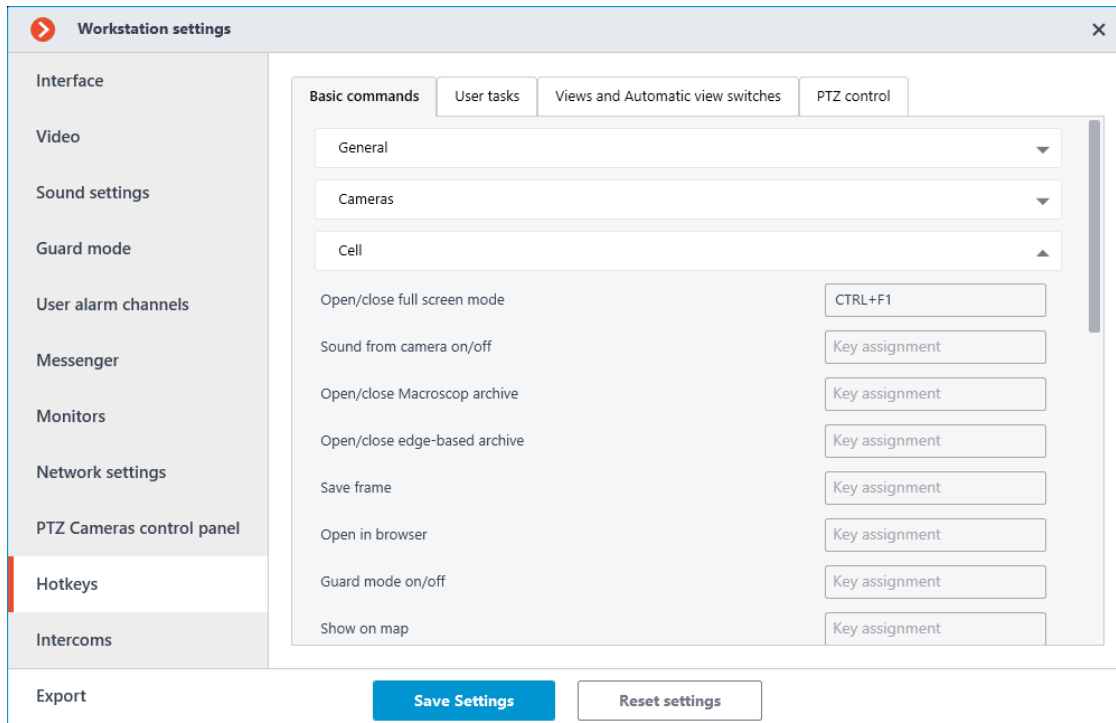 Workstation settings
Interface
Video
Sound settings
Guard mode
User alarm channels
Messenger
Monitors
Network settings
PTZ Cameras control panel
Hotkeys
Intercoms
Export
Basic commands
User tasks
Views and Automatic view switches
PTZ control
General
Cameras
Cell
Open/close full screen mode CTRL+F1
Sound from camera on/off Key assignment
Open/close Macroscop archive Key assignment
Open/close edge-based archive Key assignment
Save frame Key assignment
Open in browser Key assignment
Guard mode on/off Key assignment
Show on map Key assignment
Save Settings
Reset settings